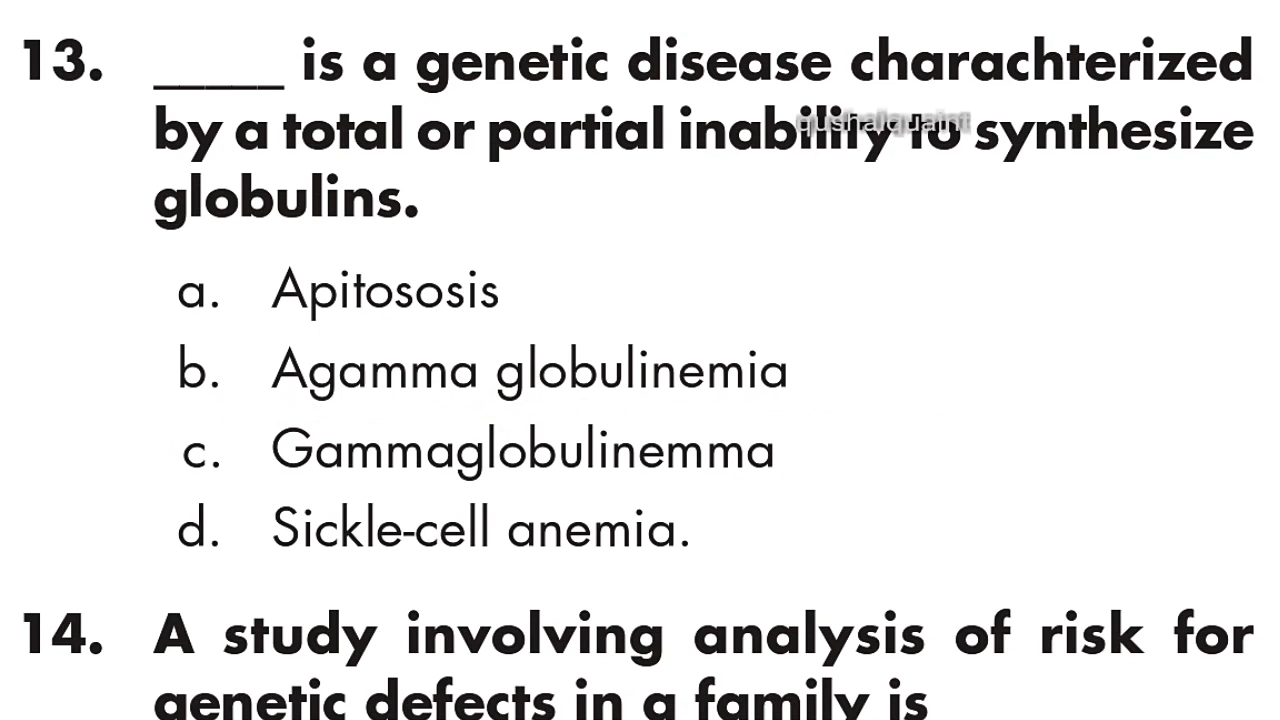 13. _____ is a genetic disease charachterized
by a total or partial inability to synthesize
globulins.
a. Apitososis
b. Agamma globulinemia
c. Gammaglobulinemma
d. Sickle-cell anemia.
14. A study involving analysis of risk for
genetic defects in a family is